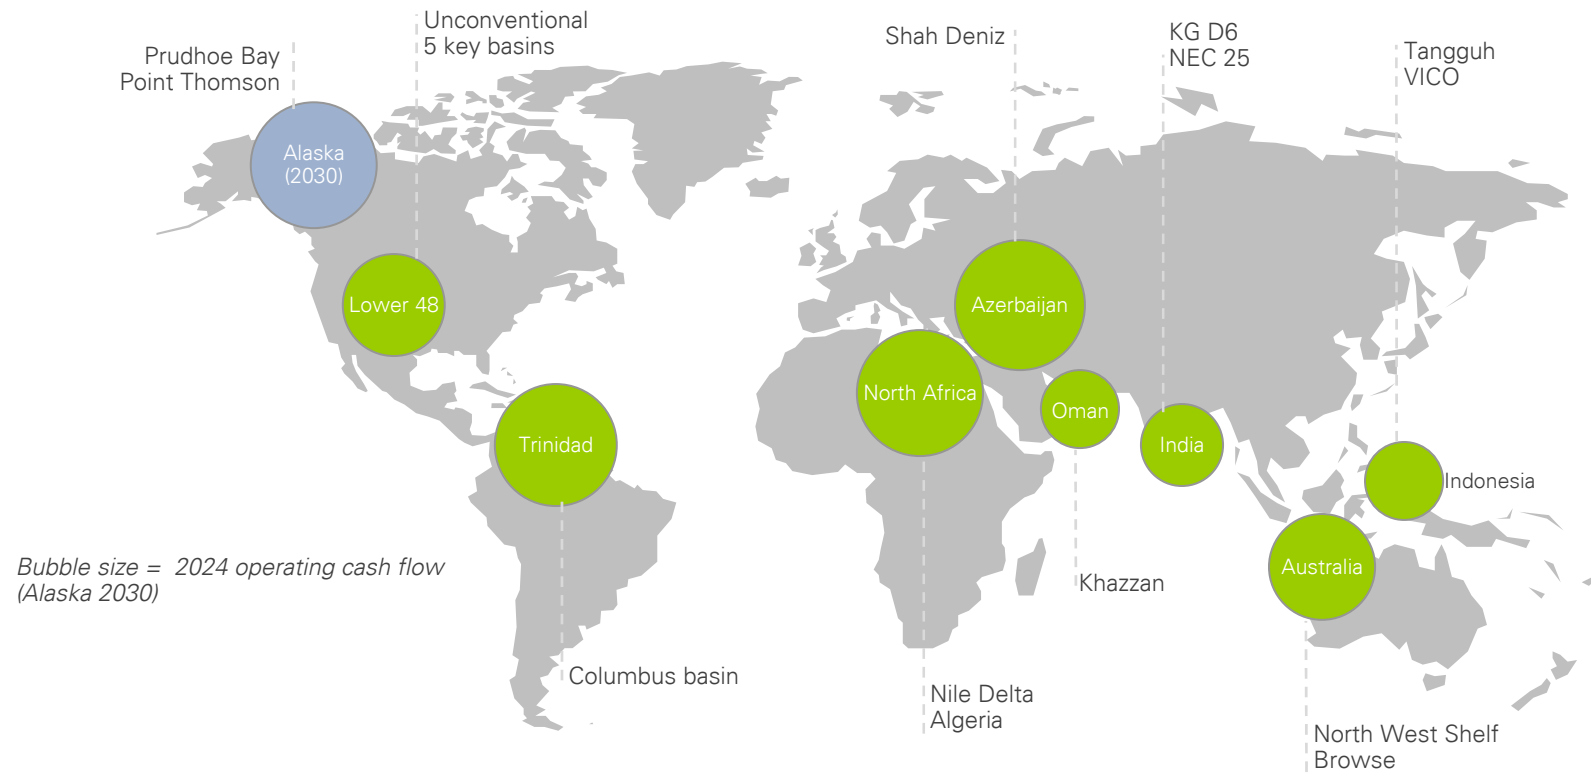 Unconventional
5 key basins
Prudhoe Bay
Point Thomson
Shah Deniz
KG D6
NEC 25
Tangguh
VICO
Alaska
(2030)
Lower 48
Azerbaijan
North Africa
Oman
Trinidad
India
Indonesia
Australia
Bubble size =  2024 operating cash flow
(Alaska 2030)
Khazzan
Columbus basin
Nile Delta
Algeria
North West Shelf
Browse